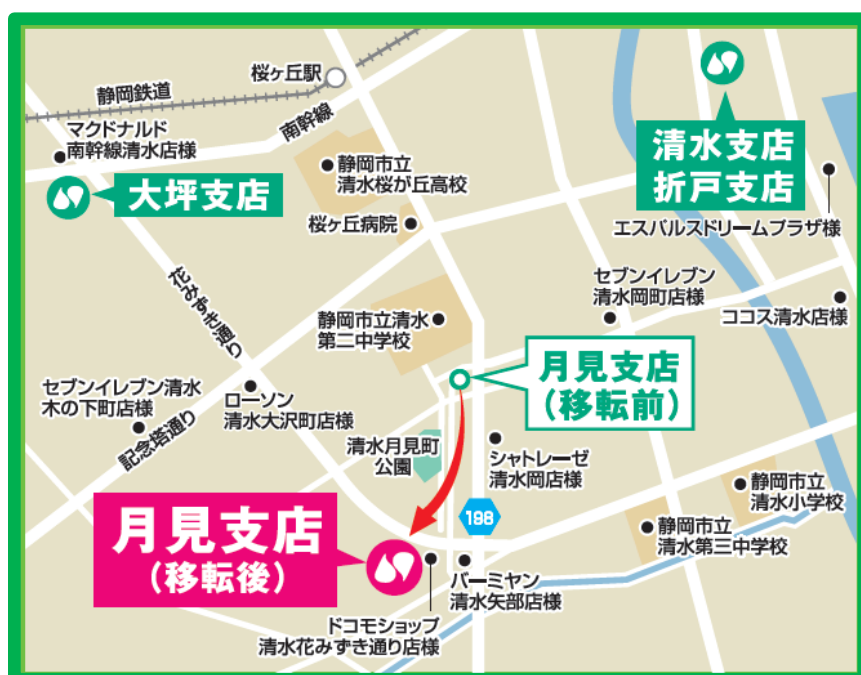 桜ヶ丘駅
静岡鉄道
マクドナルド
南幹線清水店様
南幹線
清水支店
折戸支店
静岡市立
清水桜が丘高校
大坪支店
桜ヶ丘病院
エスパルスドリームプラザ様
花みずき通り
セブンイレブン
清水岡町店様
ココス清水店様
静岡市立清水
第二中学校
月見支店
(移転前)
セブンイレブン清水
木の下町店様
ローソン
清水大沢町店様
記念塔通り
清水月見町
公園
シャトレーゼ
清水岡店様
静岡市立
清水小学校
198
静岡市立
清水第三中学校
月見支店
(移転後)
バーミヤン
清水矢部店様
ドコモショップ
清水花みずき通り店様